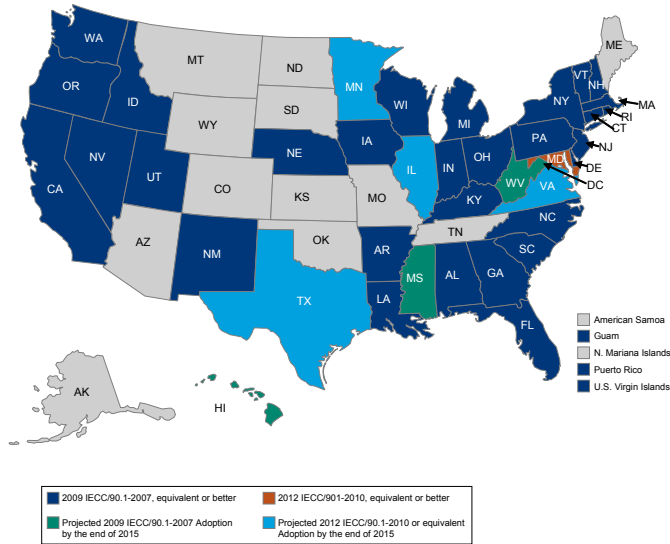 ME
WA
VT
NH
MT
ND
MN
OR
MA
ID
SD
WI
NY
RI
WY
MI
CT
IA
PA
NJ
NE
NV
OH
IL
IN
MD
DE
UT
WV
CA
CO
VA
DC
KS
MO
KY
NC
TN
AZ
OK
NM
AR
SC
MS
AL
GA
LA
TX
FL
American Samoa
Guam
N. Mariana Islands
Puerto Rico
U.S. Virgin Islands
AK
HI
2009 IECC/90.1-2007, equivalent or better
2012 IECC/901-2010, equivalent or better
Projected 2009 IECC/90.1-2007 Adoption
by the end of 2015
Projected 2012 IECC/90.1-2010 or equivalent
Adoption by the end of 2015